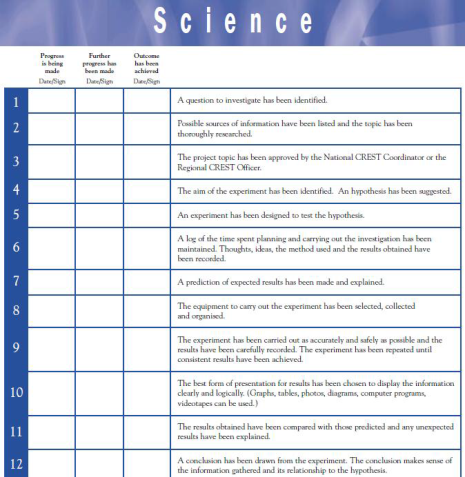 Science
Progress Further Outcome
is being progress has has been
made been made achieved
Date/Sign Date/Sign Date/Sign
1 A question to investigate has been identified.
2 Possible sources of information have been listed and the topic has been
thoroughly researched.
3 The project topic has been approved by the National CREST Coordinator or the
Regional CREST Officer.
4 The aim of the experiment has been identified. An hypothesis has been suggested.
5 An experiment has been designed to test the hypothesis.
6 A log of the time spent planning and carrying out the investigation has been
maintained. Thoughts, ideas, the method used and the results obtained have
been recorded.
7 A prediction of expected results has been made and explained.
8 The equipment to carry out the experiment has been selected, collected
and organised.
9 The experiment has been carried out as accurately and safely as possible and the
results have been carefully recorded. The experiment has been repeated until
consistent results have been achieved.
10 The best form of presentation for results has been chosen to display the information
clearly and logically. (Graphs, tables, photos, diagrams, computer programs,
videotapes can be used.)
11 The results obtained have been compared with those predicted and any unexpected
results have been explained.
12 A conclusion has been drawn from the experiment. The conclusion makes sense of
the information gathered and its relationship to the hypothesis.